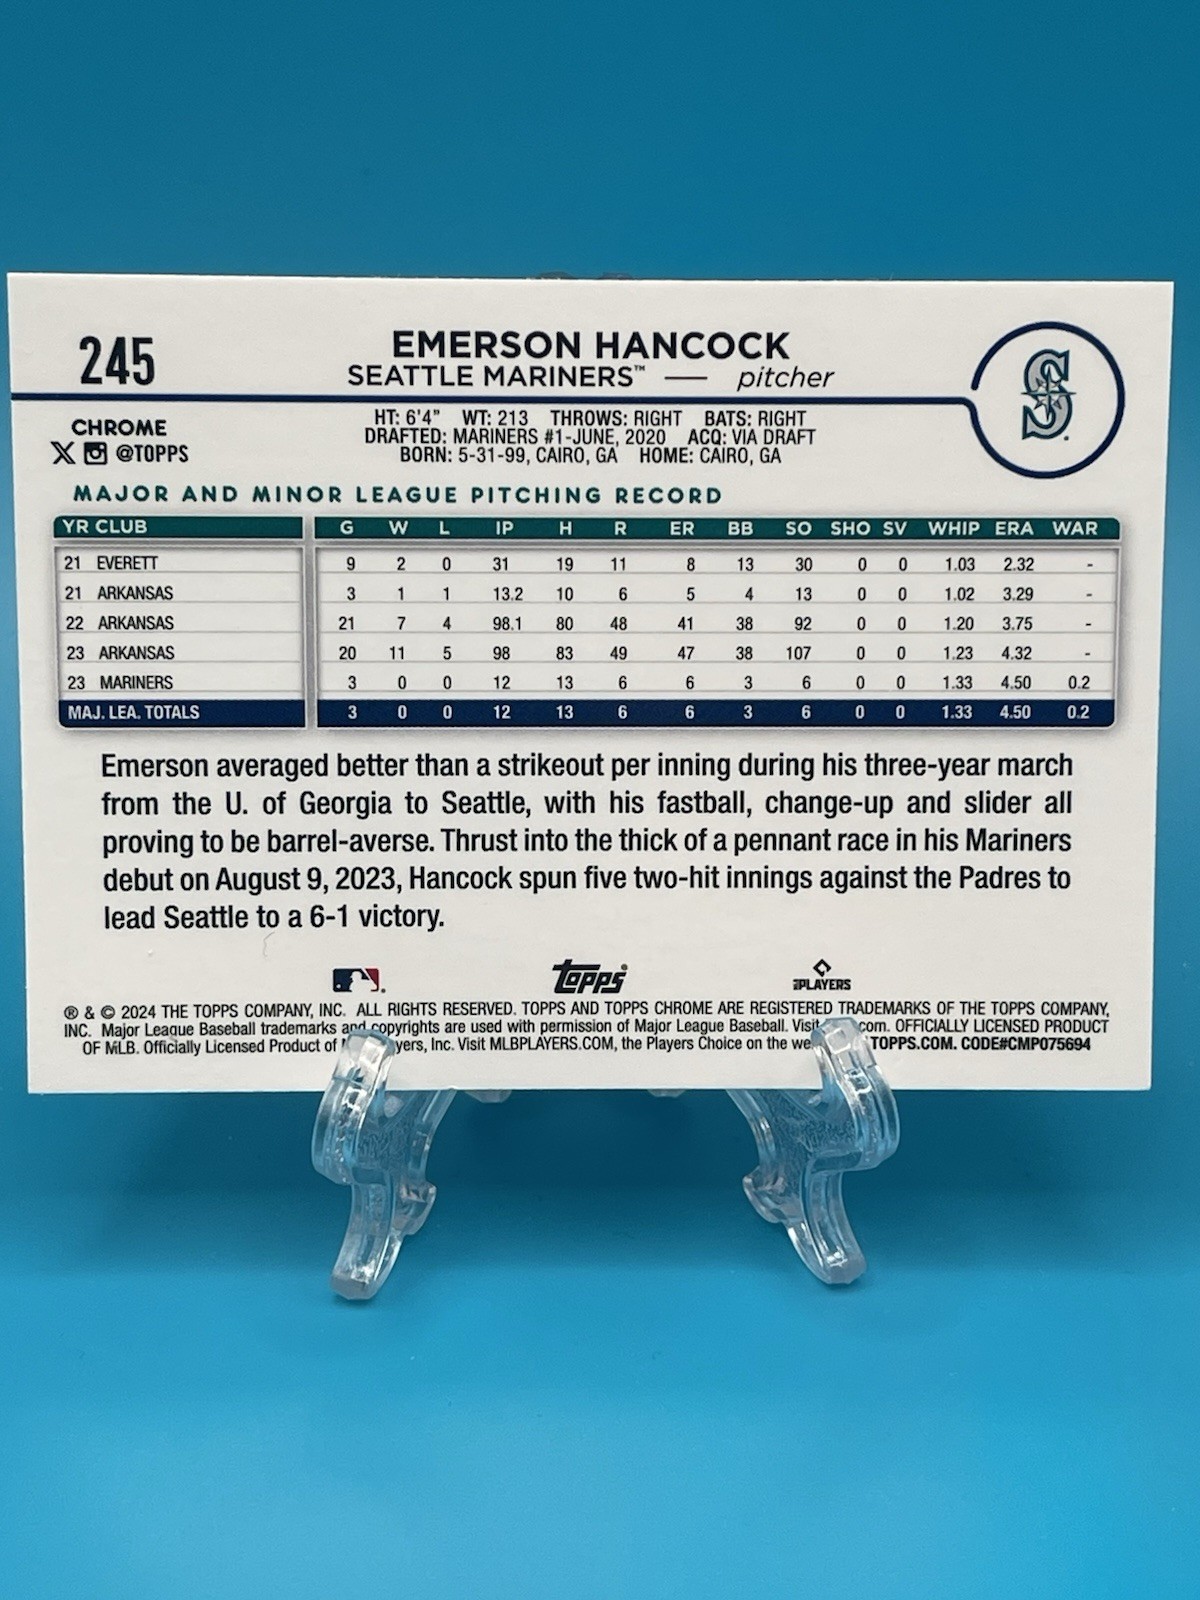 245
EMERSON HANCOCK
SEATTLE MARINERS™ — pitcher
S
CHROME
X @TOPPS
HT: 6'4" WT: 213 THROWS: RIGHT BATS: RIGHT
DRAFTED: MARINERS #1-JUNE, 2020 ACQ: VIA DRAFT
BORN: 5-31-99, CAIRO, GA HOME: CAIRO, GA
MAJOR AND MINOR LEAGUE PITCHING RECORD
YR CLUB G W L IP H R ER BB SO SHO SV WHIP ERA WAR
21 EVERETT 9 2 0 31 19 11 8 13 30 0 0 1.03 2.32 -
21 ARKANSAS 3 1 1 13.2 10 6 5 4 13 0 0 1.02 3.29 -
22 ARKANSAS 21 7 4 98.1 80 48 41 38 92 0 0 1.20 3.75 -
23 ARKANSAS 20 11 5 98 83 49 47 38 107 0 0 1.23 4.32 -
23 MARINERS 3 0 0 12 13 6 6 3 6 0 0 1.33 4.50 0.2
MAJ. LEA. TOTALS 3 0 0 12 13 6 6 3 6 0 0 1.33 4.50 0.2
Emerson averaged better than a strikeout per inning during his three-year march
from the U. of Georgia to Seattle, with his fastball, change-up and slider all
proving to be barrel-averse. Thrust into the thick of a pennant race in his Mariners
debut on August 9, 2023, Hancock spun five two-hit innings against the Padres to
lead Seattle to a 6-1 victory.
topps PLAYERS
® & © 2024 THE TOPPS COMPANY, INC. ALL RIGHTS RESERVED. TOPPS AND TOPPS CHROME ARE REGISTERED TRADEMARKS OF THE TOPPS COMPANY,
INC. Major League Baseball trademarks and copyrights are used with permission of Major League Baseball. Visit .com. OFFICIALLY LICENSED PRODUCT
OF MLB. Officially Licensed Product of Inc. Visit MLBPLAYERS.COM, the Players Choice on the TOPPS.COM. CODE#CMP075694